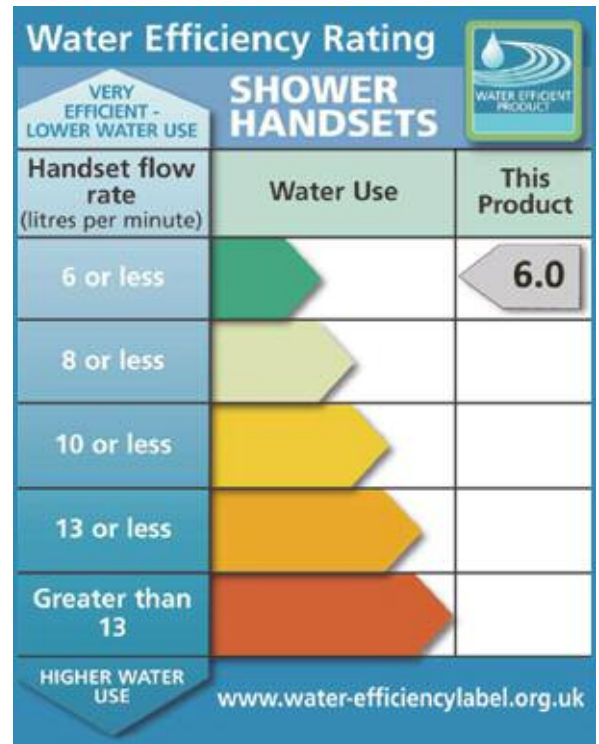 Water Efficiency Rating
VERY
EFFICIENT -
LOWER WATER USE
SHOWER
HANDSETS
WATER EFFICIENT
PRODUCT
Handset flow
rate
(litres per minute)
Water Use
This
Product
6 or less
6.0
8 or less
10 or less
13 or less
Greater than
13
HIGHER WATER
USE
www.water-efficiencylabel.org.uk